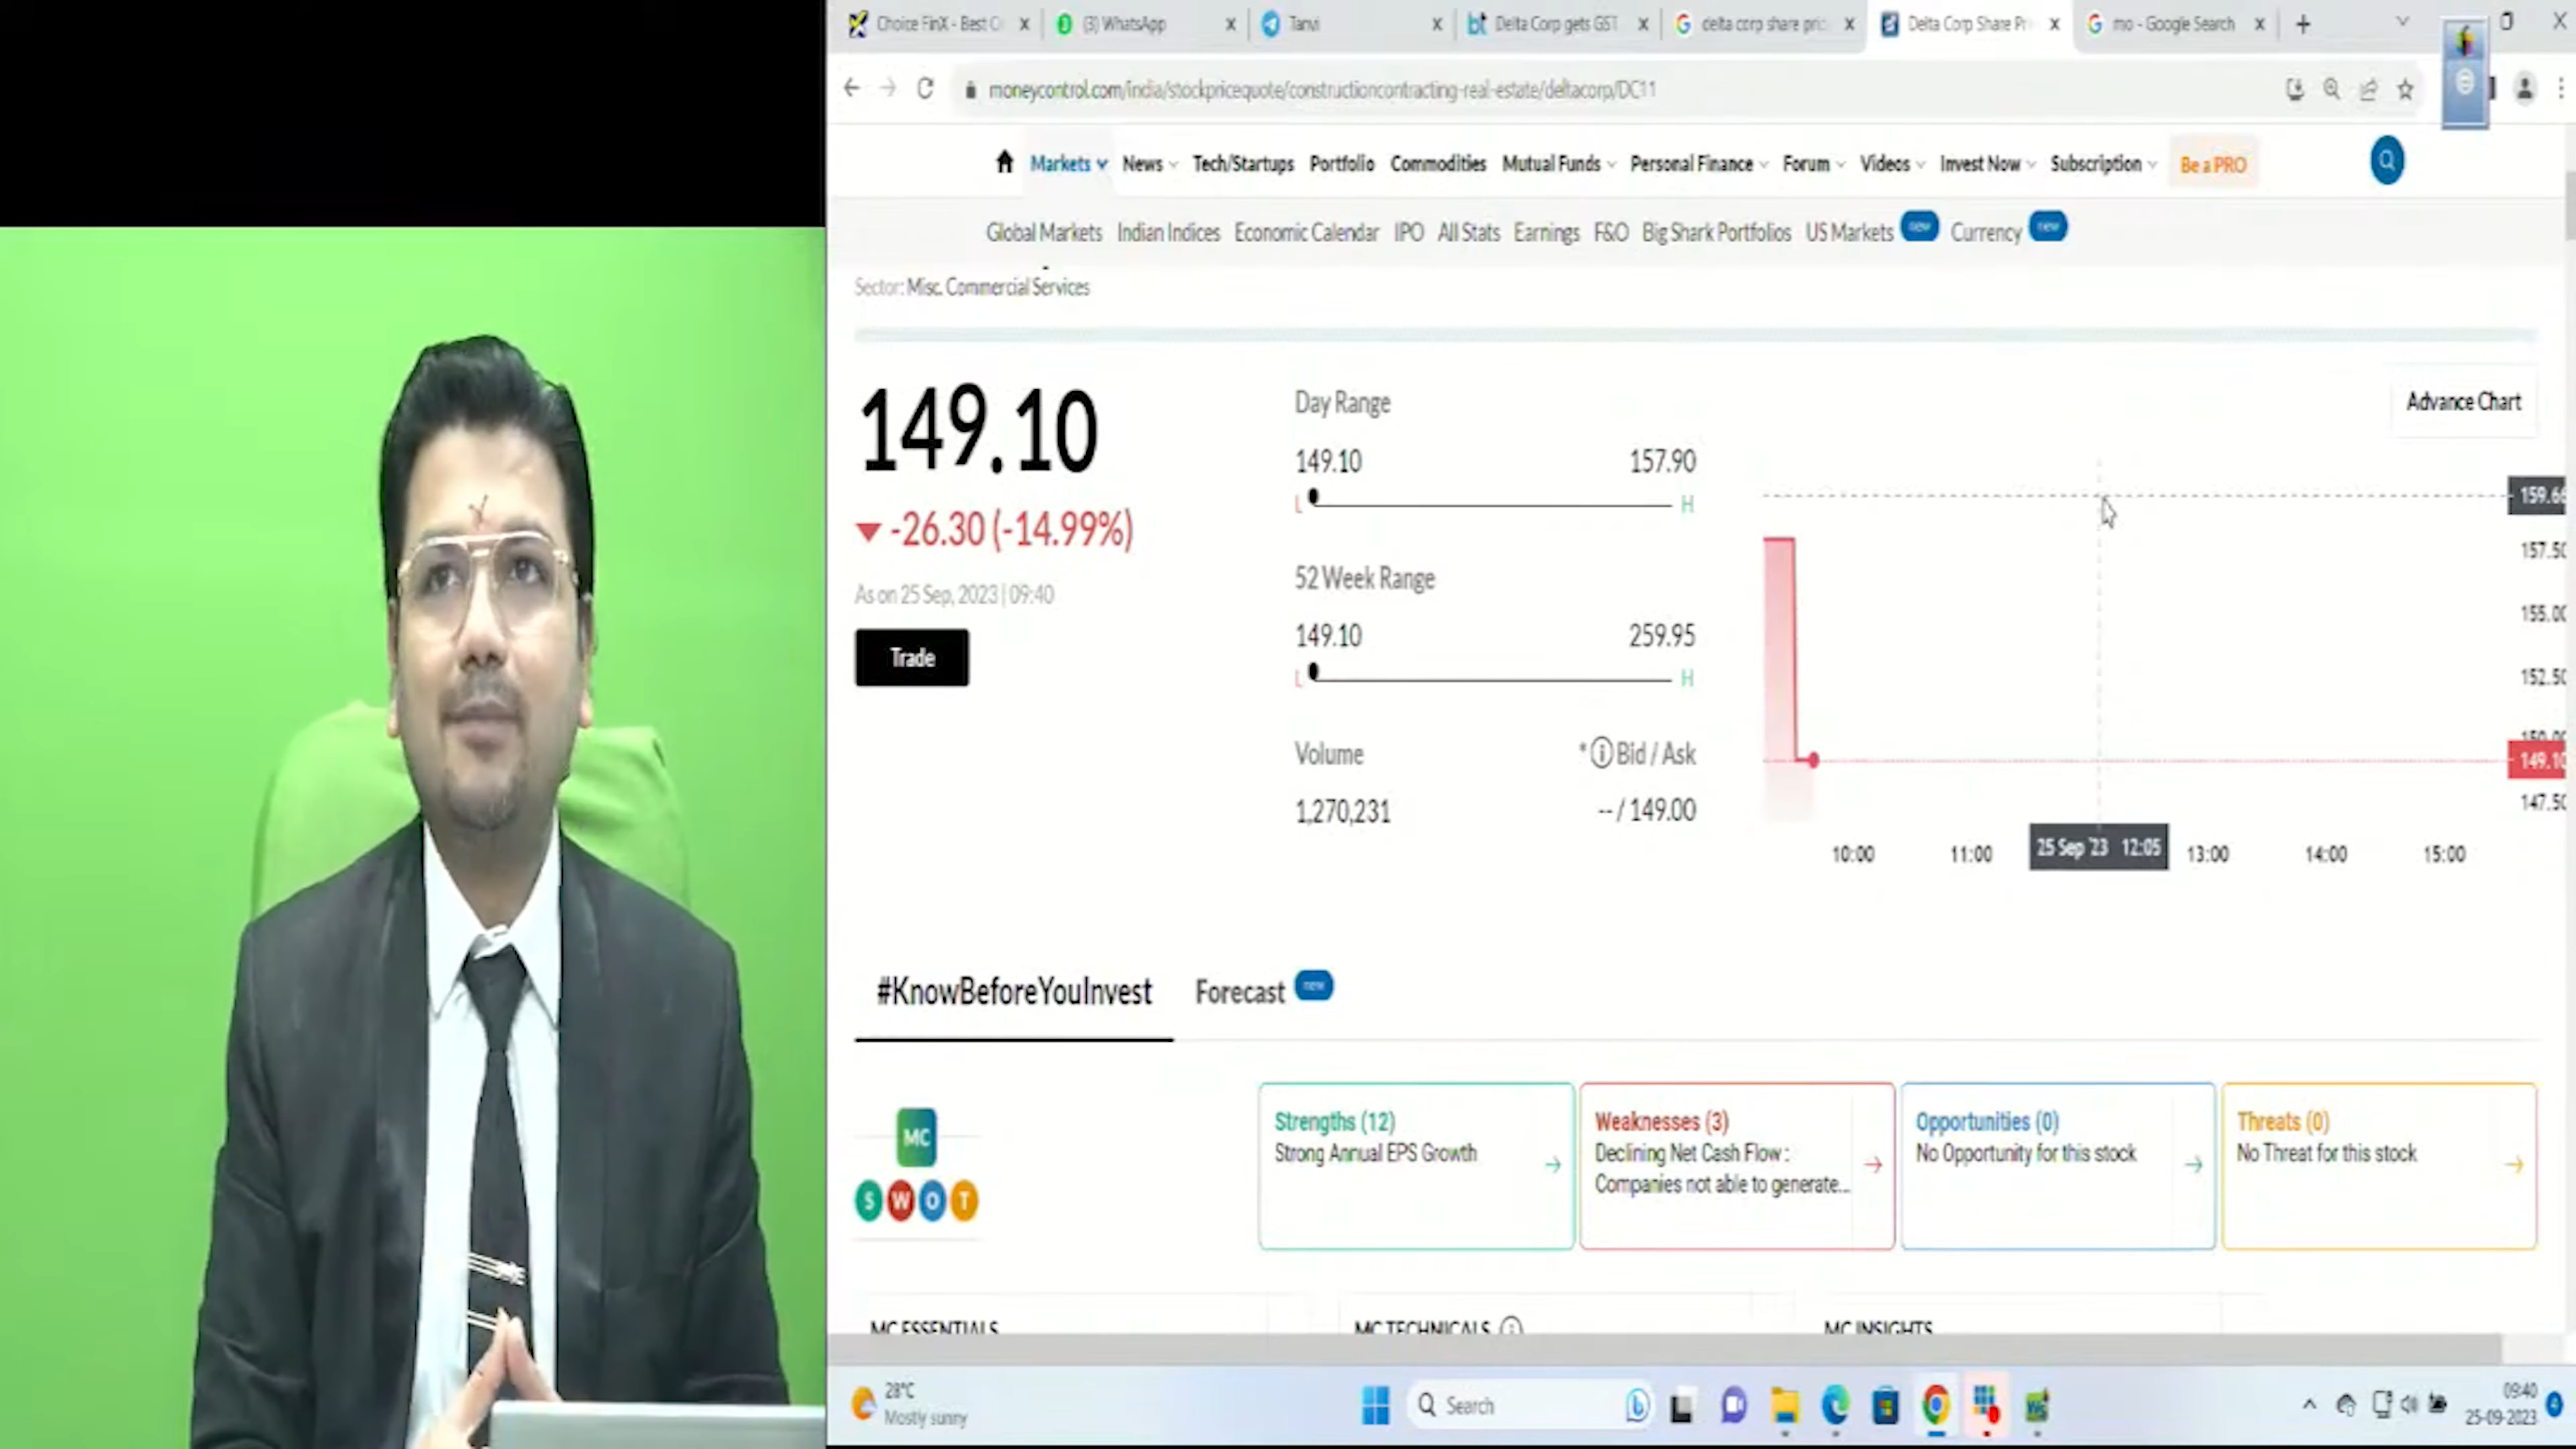 Choice FinX - Best O
(3) WhatsApp
Tanvi
bt Delta Corp gets GST
delta corp share pric
Delta Corp Share Pri
mo - Google Search
moneycontrol.com/india/stockpricequote/constructioncontracting-real-estate/deltacorp/DC11
Markets News Tech/Startups Portfolio Commodities Mutual Funds Personal Finance Forum Videos Invest Now Subscription Be a PRO
Global Markets Indian Indices Economic Calendar IPO All Stats Earnings F&O Big Shark Portfolios US Markets new Currency new
Sector: Misc. Commercial Services
149.10
-26.30 (-14.99%)
As on 25 Sep, 2023 | 09:40
Trade
Day Range
149.10 157.90
L H
52 Week Range
149.10 259.95
L H
Volume * Bid / Ask
1,270,231 -- / 149.00
Advance Chart
159.66
157.50
155.00
152.50
150.00
149.10
147.50
10:00 11:00 25 Sep '23 12:05 13:00 14:00 15:00
#KnowBeforeYouInvest Forecast new
MC
S W O T
Strengths (12)
Strong Annual EPS Growth
Weaknesses (3)
Declining Net Cash Flow :
Companies not able to generate...
Opportunities (0)
No Opportunity for this stock
Threats (0)
No Threat for this stock
MC ESSENTIALS MC TECHNICALS MC INSIGHTS
28°C
Mostly sunny
Search
09:40
25-09-2023
4